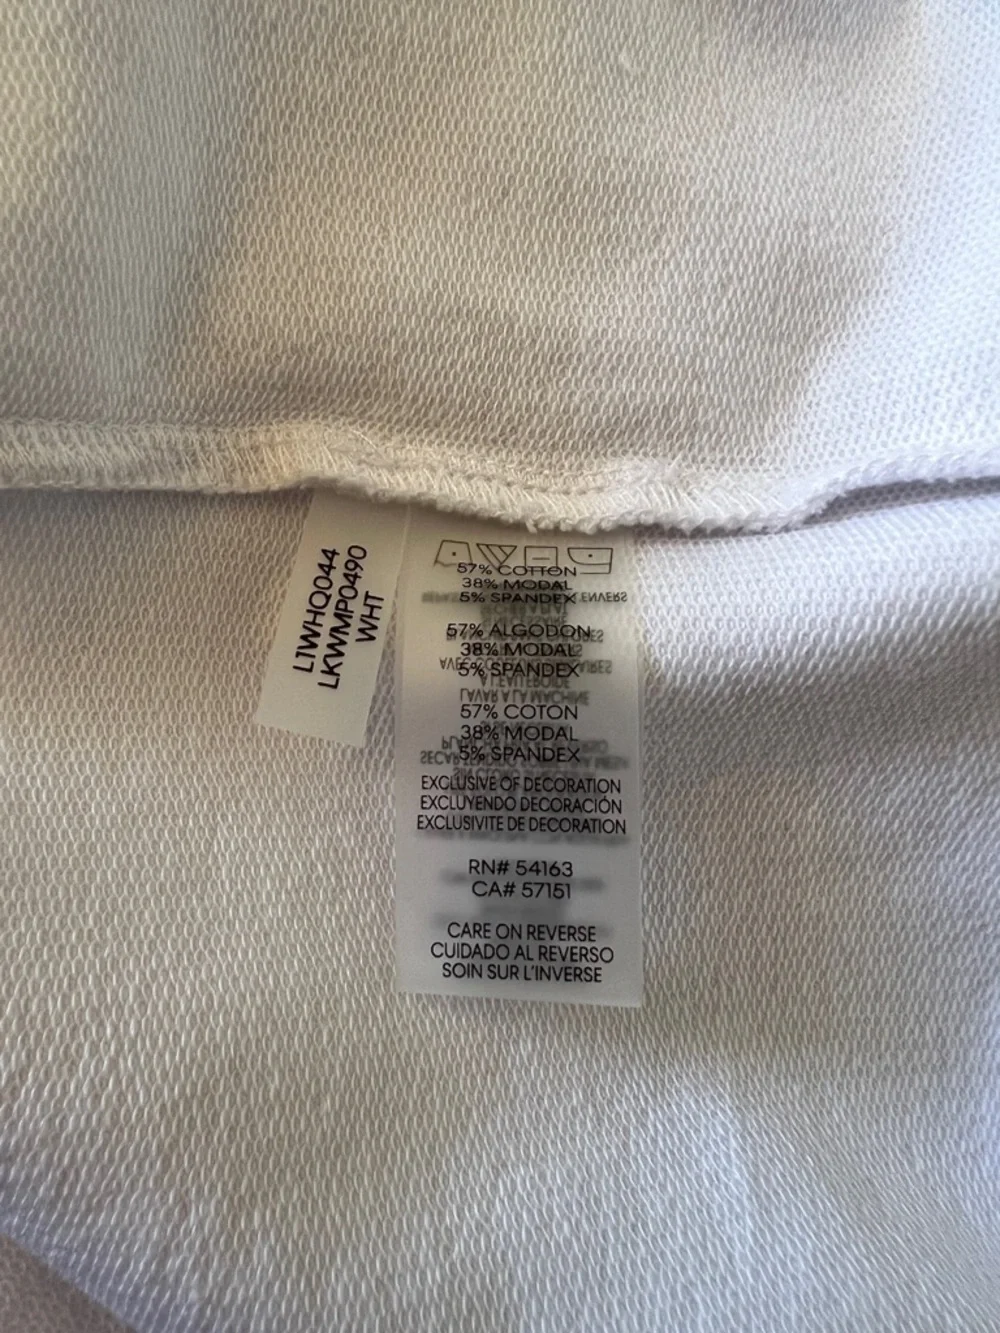 L1WHQ044
LKWMP0490
WHT
57% COTTON
38% MODAL
5% SPANDEX
57% ALGODON
38% MODAL
5% SPANDEX
57% COTON
38% MODAL
5% SPANDEX
EXCLUSIVE OF DECORATION
EXCLUYENDO DECORACIÓN
EXCLUSIVITE DE DECORATION
RN# 54163
CA# 57151
CARE ON REVERSE
CUIDADO AL REVERSO
SOIN SUR L'INVERSE